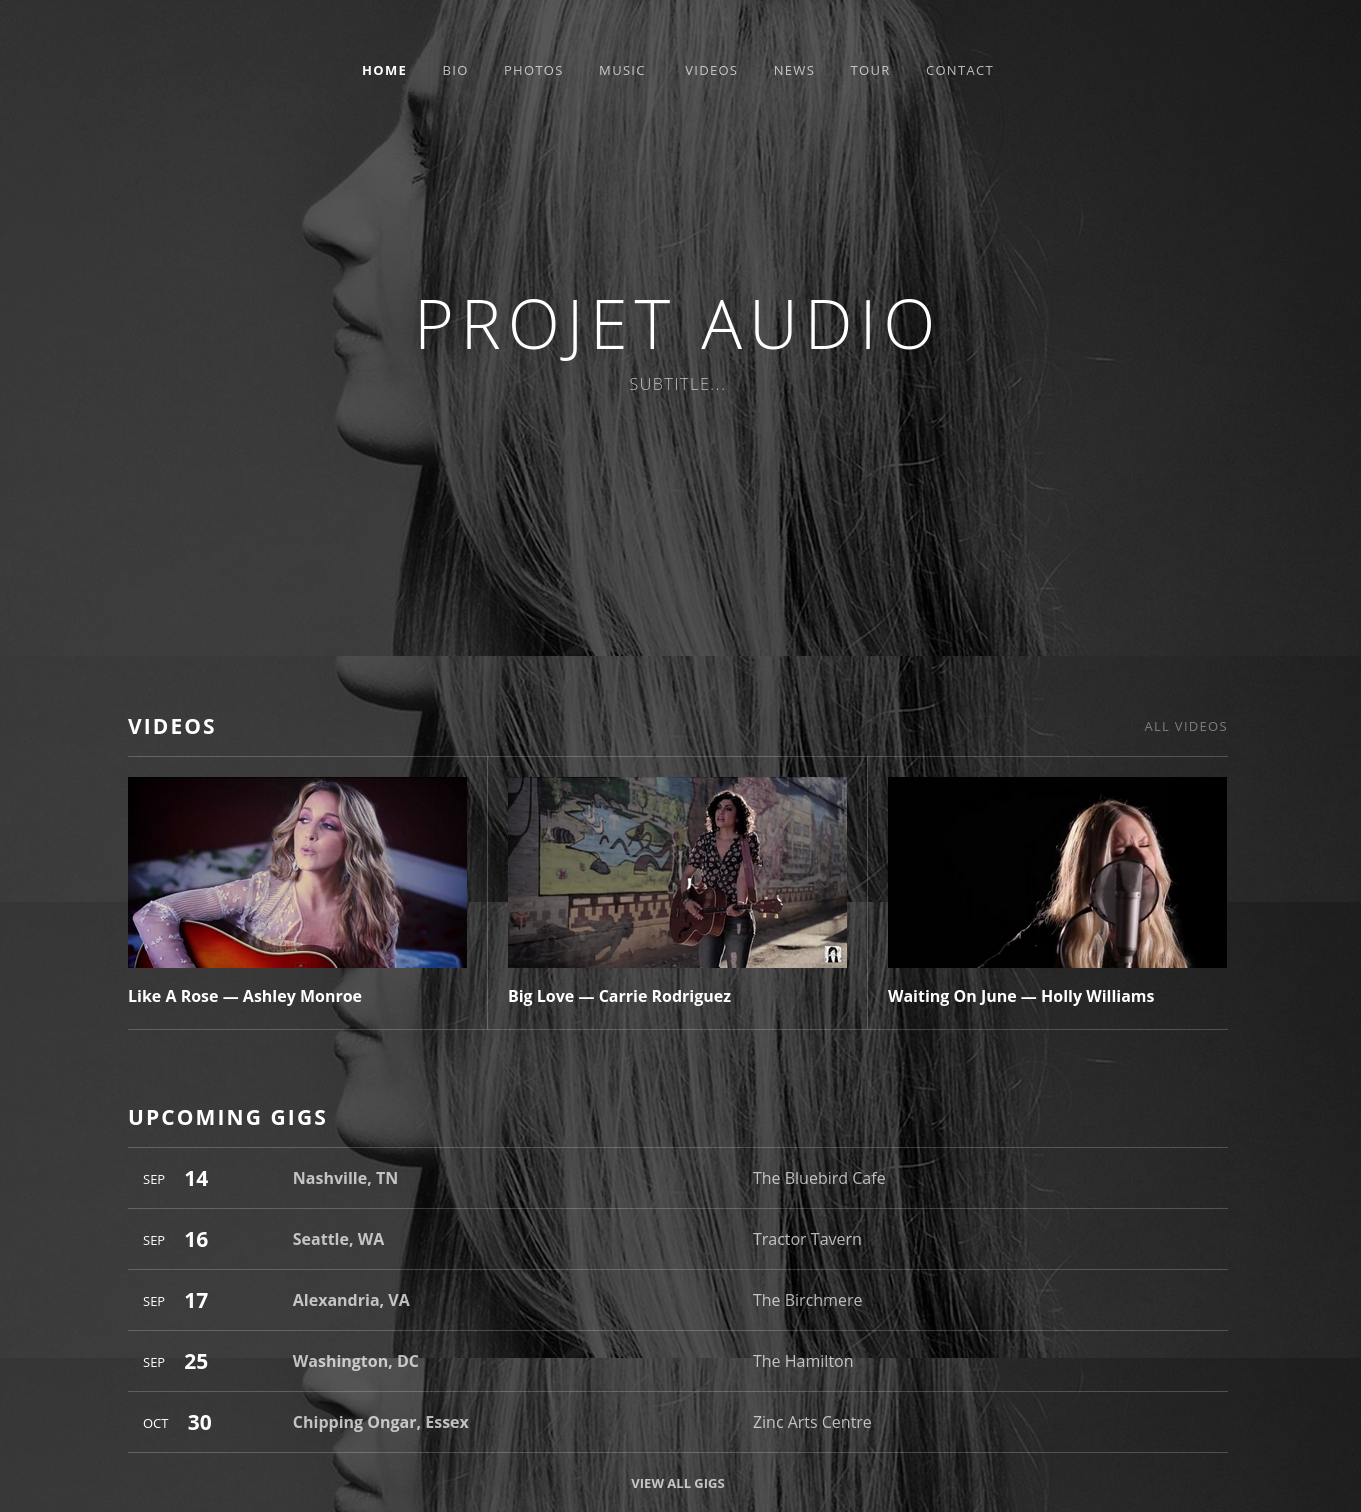 HOME BIO PHOTOS MUSIC VIDEOS NEWS TOUR CONTACT
PROJET AUDIO
SUBTITLE...
VIDEOS ALL VIDEOS
Like A Rose — Ashley Monroe
Big Love — Carrie Rodriguez
Waiting On June — Holly Williams
UPCOMING GIGS
SEP 14 Nashville, TN The Bluebird Cafe
SEP 16 Seattle, WA Tractor Tavern
SEP 17 Alexandria, VA The Birchmere
SEP 25 Washington, DC The Hamilton
OCT 30 Chipping Ongar, Essex Zinc Arts Centre
VIEW ALL GIGS